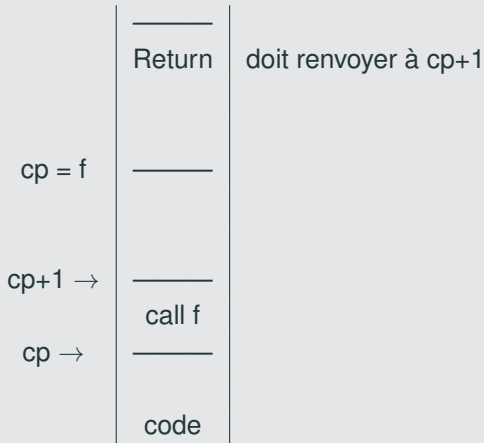 Return doit renvoyer à cp+1
cp = f
cp+1 →
call f
cp →
code